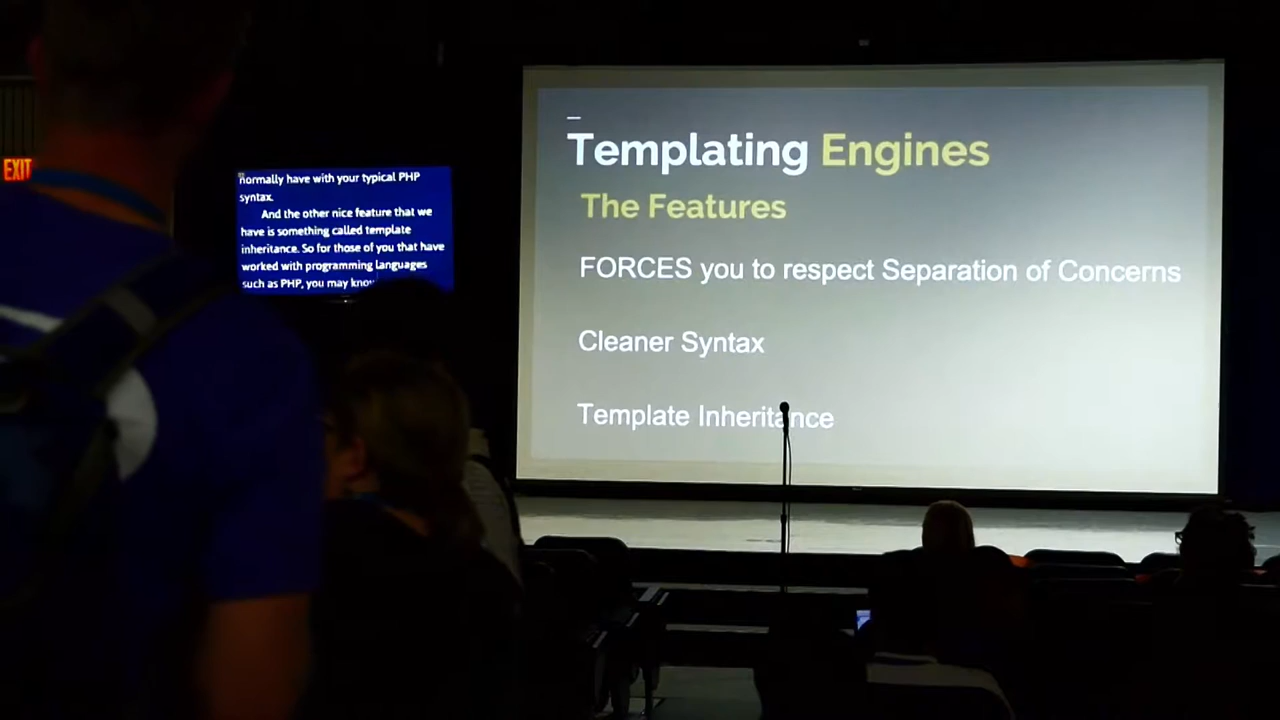 EXIT
normally have with your typical PHP
syntax.
And the other nice feature that we
have is something called template
inheritance. So for those of you that have
worked with programming languages
such as PHP, you may know
Templating Engines
The Features
FORCES you to respect Separation of Concerns
Cleaner Syntax
Template Inheritance